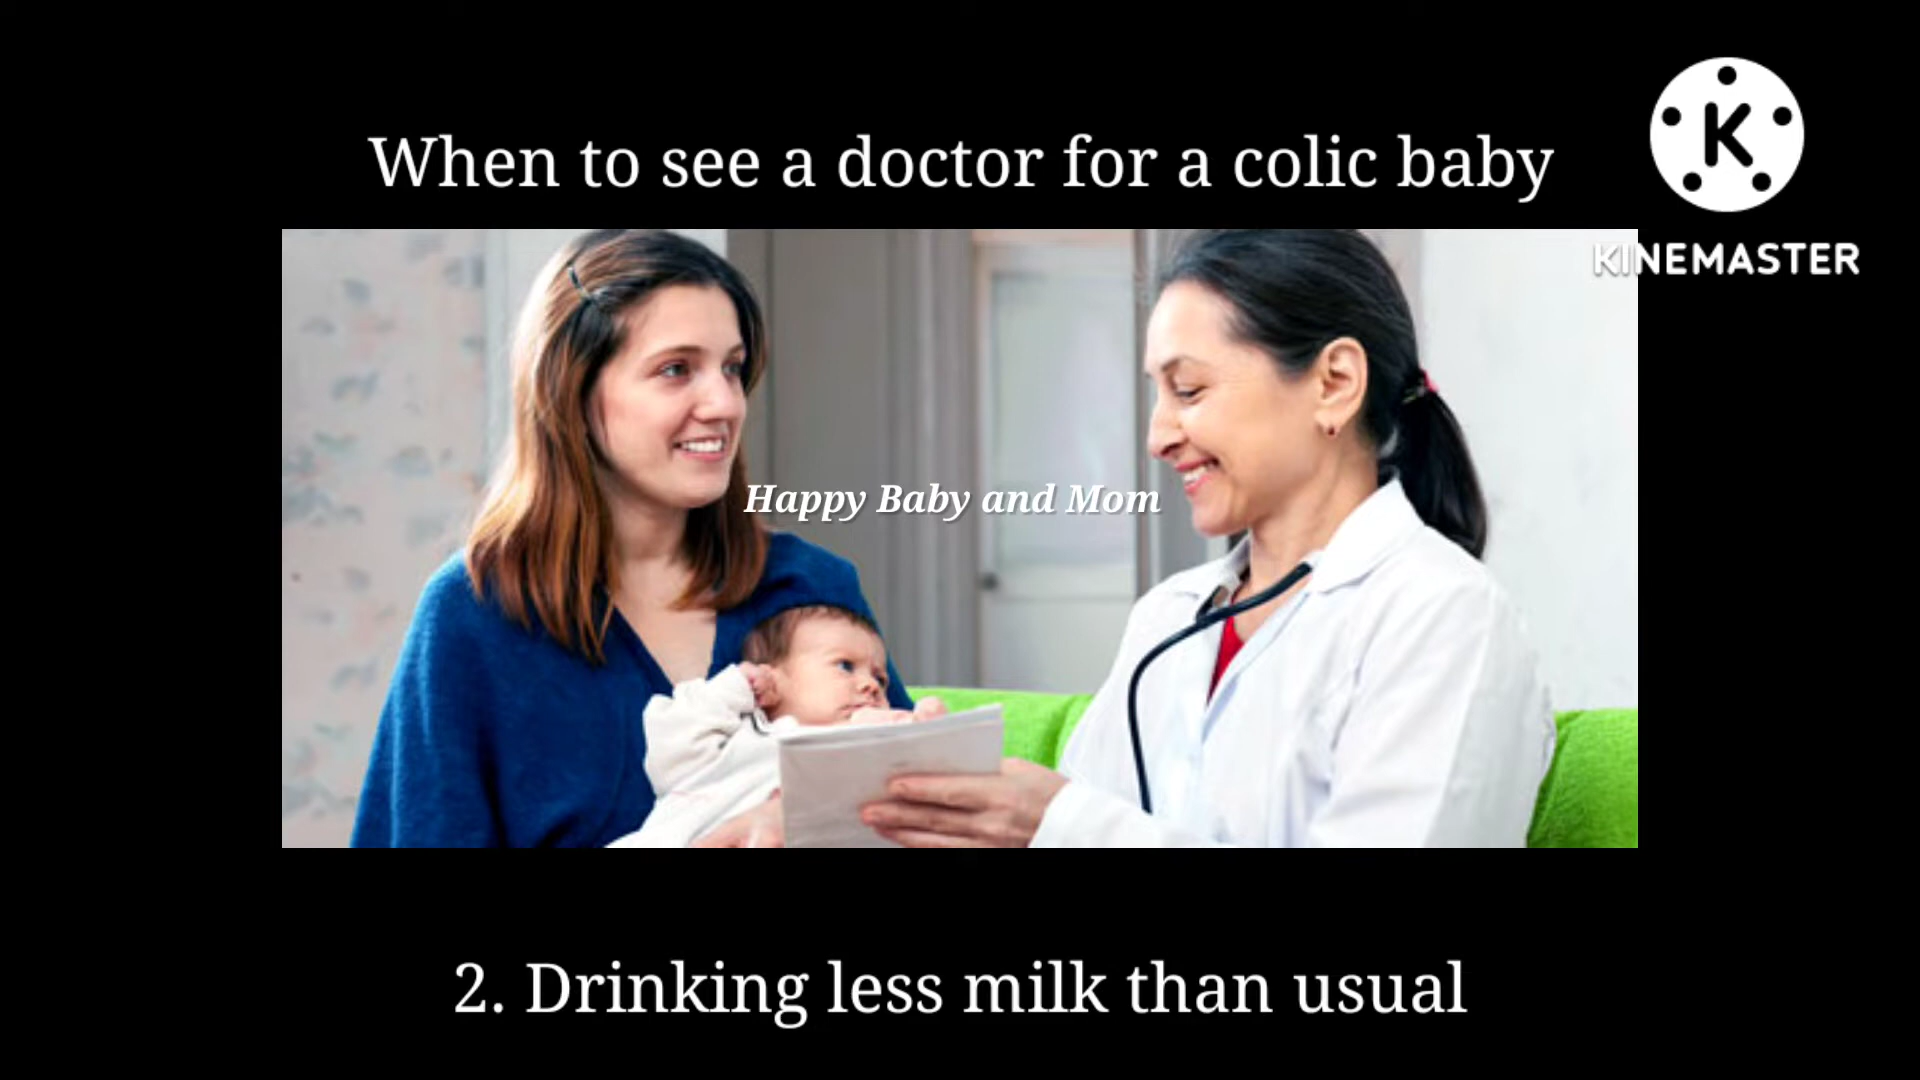 When to see a doctor for a colic baby
K
KINEMASTER
Happy Baby and Mom
2. Drinking less milk than usual